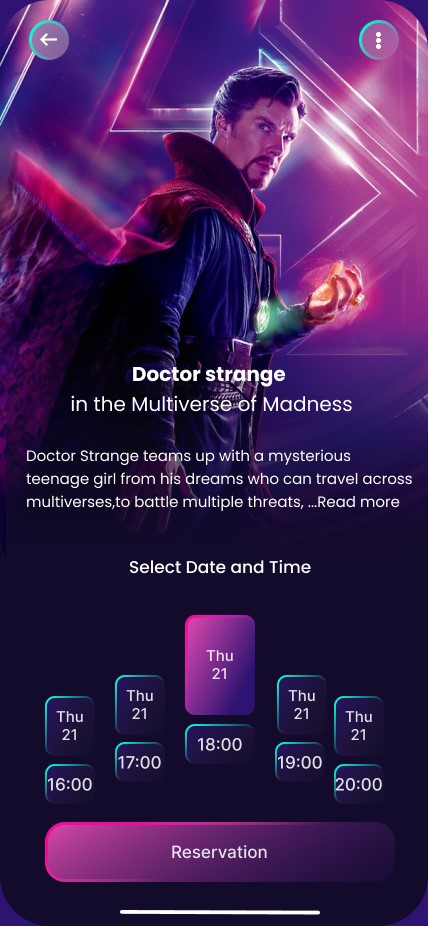 Doctor strange
in the Multiverse of Madness
Doctor Strange teams up with a mysterious
teenage girl from his dreams who can travel across
multiverses,to battle multiple threats, ...Read more
Select Date and Time
Thu
21
16:00
Thu
21
17:00
Thu
21
18:00
Thu
21
19:00
Thu
21
20:00
Reservation